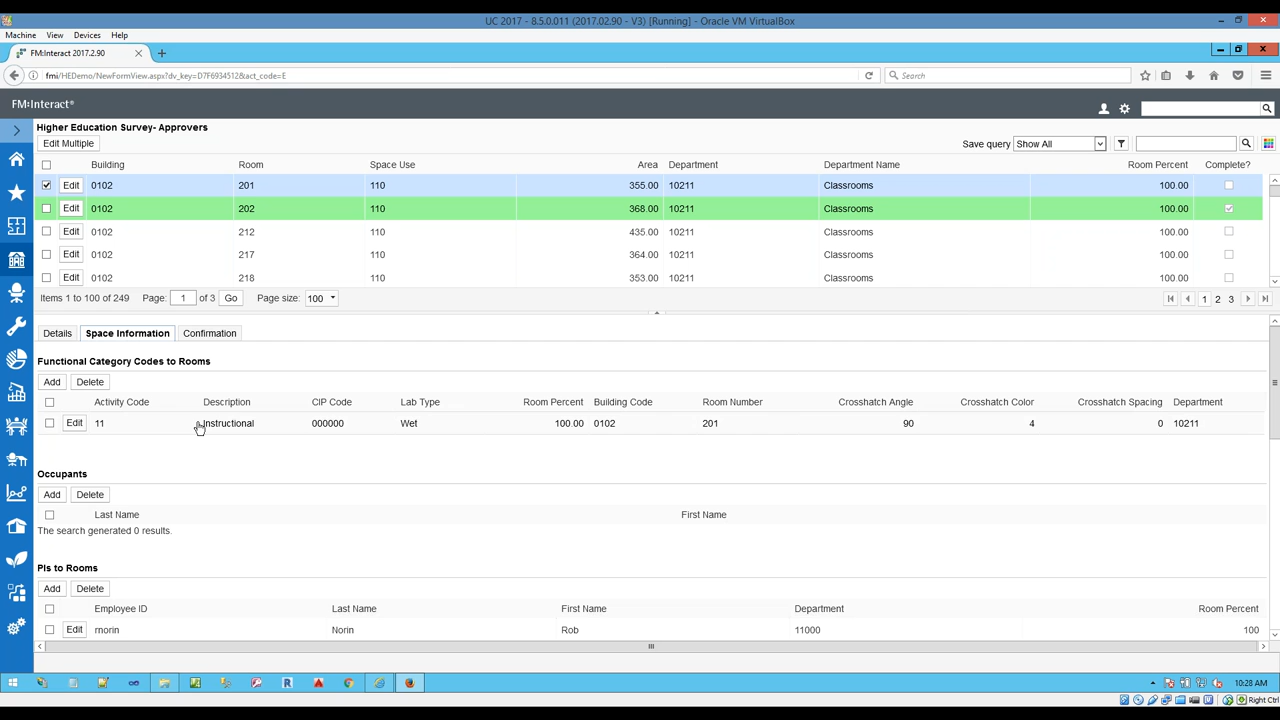 UC 2017 - 8.5.0.011 (2017.02.90 - V3) [Running] - Oracle VM VirtualBox
Machine View Devices Help
FM:Interact 2017.2.90
fmi/HEDemo/NewFormView.aspx?dv_key=D7F6934512&act_code=E
Search
FM:Interact®
Higher Education Survey- Approvers
Edit Multiple Save query Show All
Building Room Space Use Area Department Department Name Room Percent Complete?
Edit 0102 201 110 355.00 10211 Classrooms 100.00
Edit 0102 202 110 368.00 10211 Classrooms 100.00
Edit 0102 212 110 435.00 10211 Classrooms 100.00
Edit 0102 217 110 364.00 10211 Classrooms 100.00
Edit 0102 218 110 353.00 10211 Classrooms 100.00
Items 1 to 100 of 249 Page: 1 of 3 Go Page size: 100 1 2 3
Details Space Information Confirmation
Functional Category Codes to Rooms
Add Delete
Activity Code Description CIP Code Lab Type Room Percent Building Code Room Number Crosshatch Angle Crosshatch Color Crosshatch Spacing Department
Edit 11 Instructional 000000 Wet 100.00 0102 201 90 4 0 10211
Occupants
Add Delete
Last Name First Name
The search generated 0 results.
PIs to Rooms
Add Delete
Employee ID Last Name First Name Department Room Percent
Edit rnorin Norin Rob 11000 100
10:28 AM
Right Ctrl